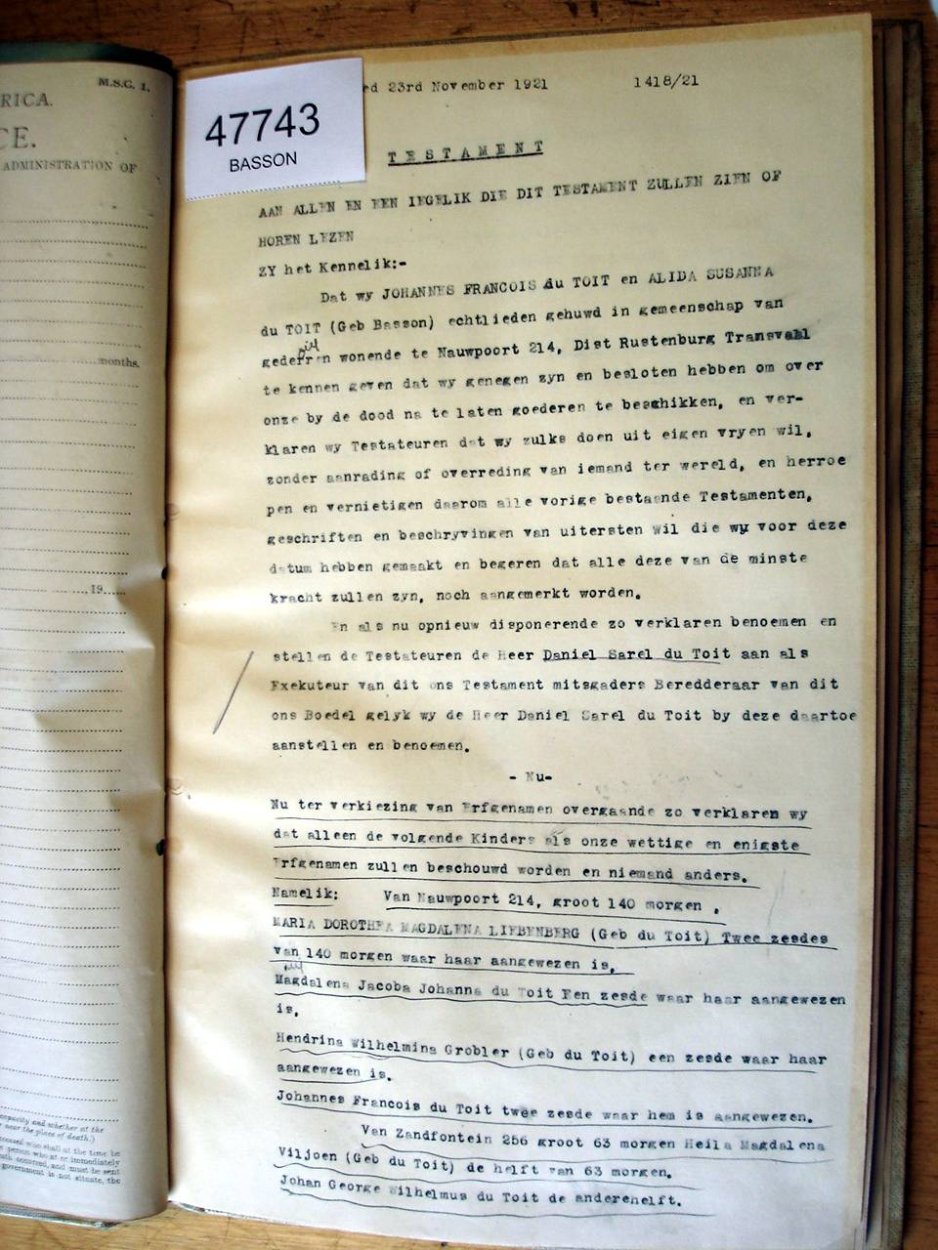 M.S.C. 1.
RICA.
CE.
ADMINISTRATION OF
months.
19
47743
BASSON
ed 23rd November 1921 1418/21
TESTAMENT
AAN ALLEN EN EEN IEGELIK DIE DIT TESTAMENT ZULLEN ZIEN OF
HOREN LEZEN
ZY het Kennelik:-
Dat wy JOHANNES FRANCOIS du TOIT en ALIDA SUSANNA
du TOIT (Geb Basson) echtlieden gehuwd in gemeenschap van
wonende te Nauwpoort 214, Dist Rustenburg Transvaal
te kennen geven dat wy genegen zyn en besloten hebben om over
onze by de dood na te laten goederen te beschikken, en ver-
klaren wy Testateuren dat wy zulks doen uit eigen vryen wil,
zonder aanrading of overreding van iemand ter wereld, en herroe
pen en vernietigen daarom alle vorige bestaande Testamenten,
geschriften en beschryvingen van uitersten wil die wy voor deze
datum hebben gemaakt en begeren dat alle deze van de minste
kracht zullen zyn, noch aangemerkt worden.
En als nu opnieuw disponerende zo verklaren benoemen en
stellen de Testateuren de Heer Daniel Sarel du Toit aan als
Exekuteur van dit ons Testament mitsgaders Beredderaar van dit
ons Boedel gelyk wy de Heer Daniel Sarel du Toit by deze daartoe
aanstellen en benoemen.
- Nu-
Nu ter verkiezing van Erfgenamen overgaande zo verklaren wy
dat alleen de volgende Kinders als onze wettige en enigste
Erfgenamen zullen beschouwd worden en niemand anders.
Namelik: Van Nauwpoort 214, groot 140 morgen ,
MARIA DOROTHEA MAGDALENA LIEBENBERG (Geb du Toit) Twee zesdes
van 140 morgen waar haar aangewezen is,
Magdalena Jacoba Johanna du Toit Een zesde waar haar aangewezen
is,
Hendrina Wilhelmina Grobler (Geb du Toit) een zesde waar haar
aangewezen is.
Johannes Francois du Toit twee zesde waar hem is aangewezen.
Van Zandfontein 256 groot 63 morgen Heila Magdalena
Viljoen (Geb du Toit) de helft van 63 morgen.
Johan George Wilhelmus du Toit de anderehelft.